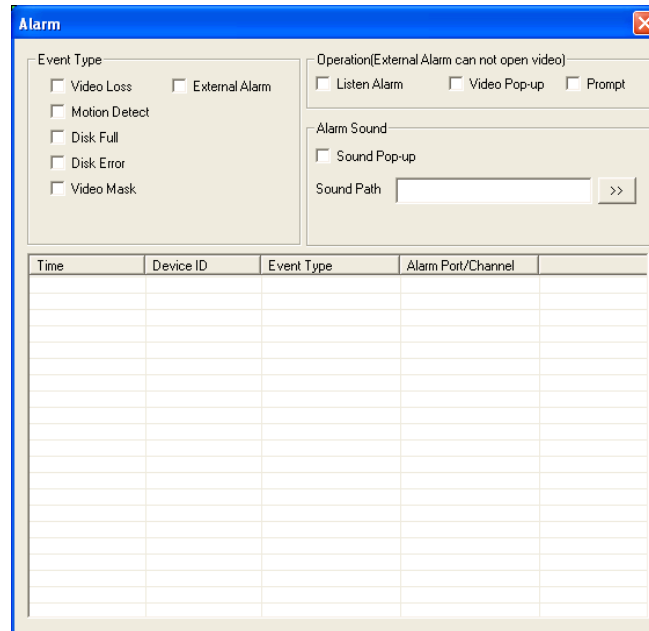 Alarm
Event Type
Video Loss External Alarm
Motion Detect
Disk Full
Disk Error
Video Mask
Operation(External Alarm can not open video)
Listen Alarm Video Pop-up Prompt
Alarm Sound
Sound Pop-up
Sound Path >>
Time Device ID Event Type Alarm Port/Channel